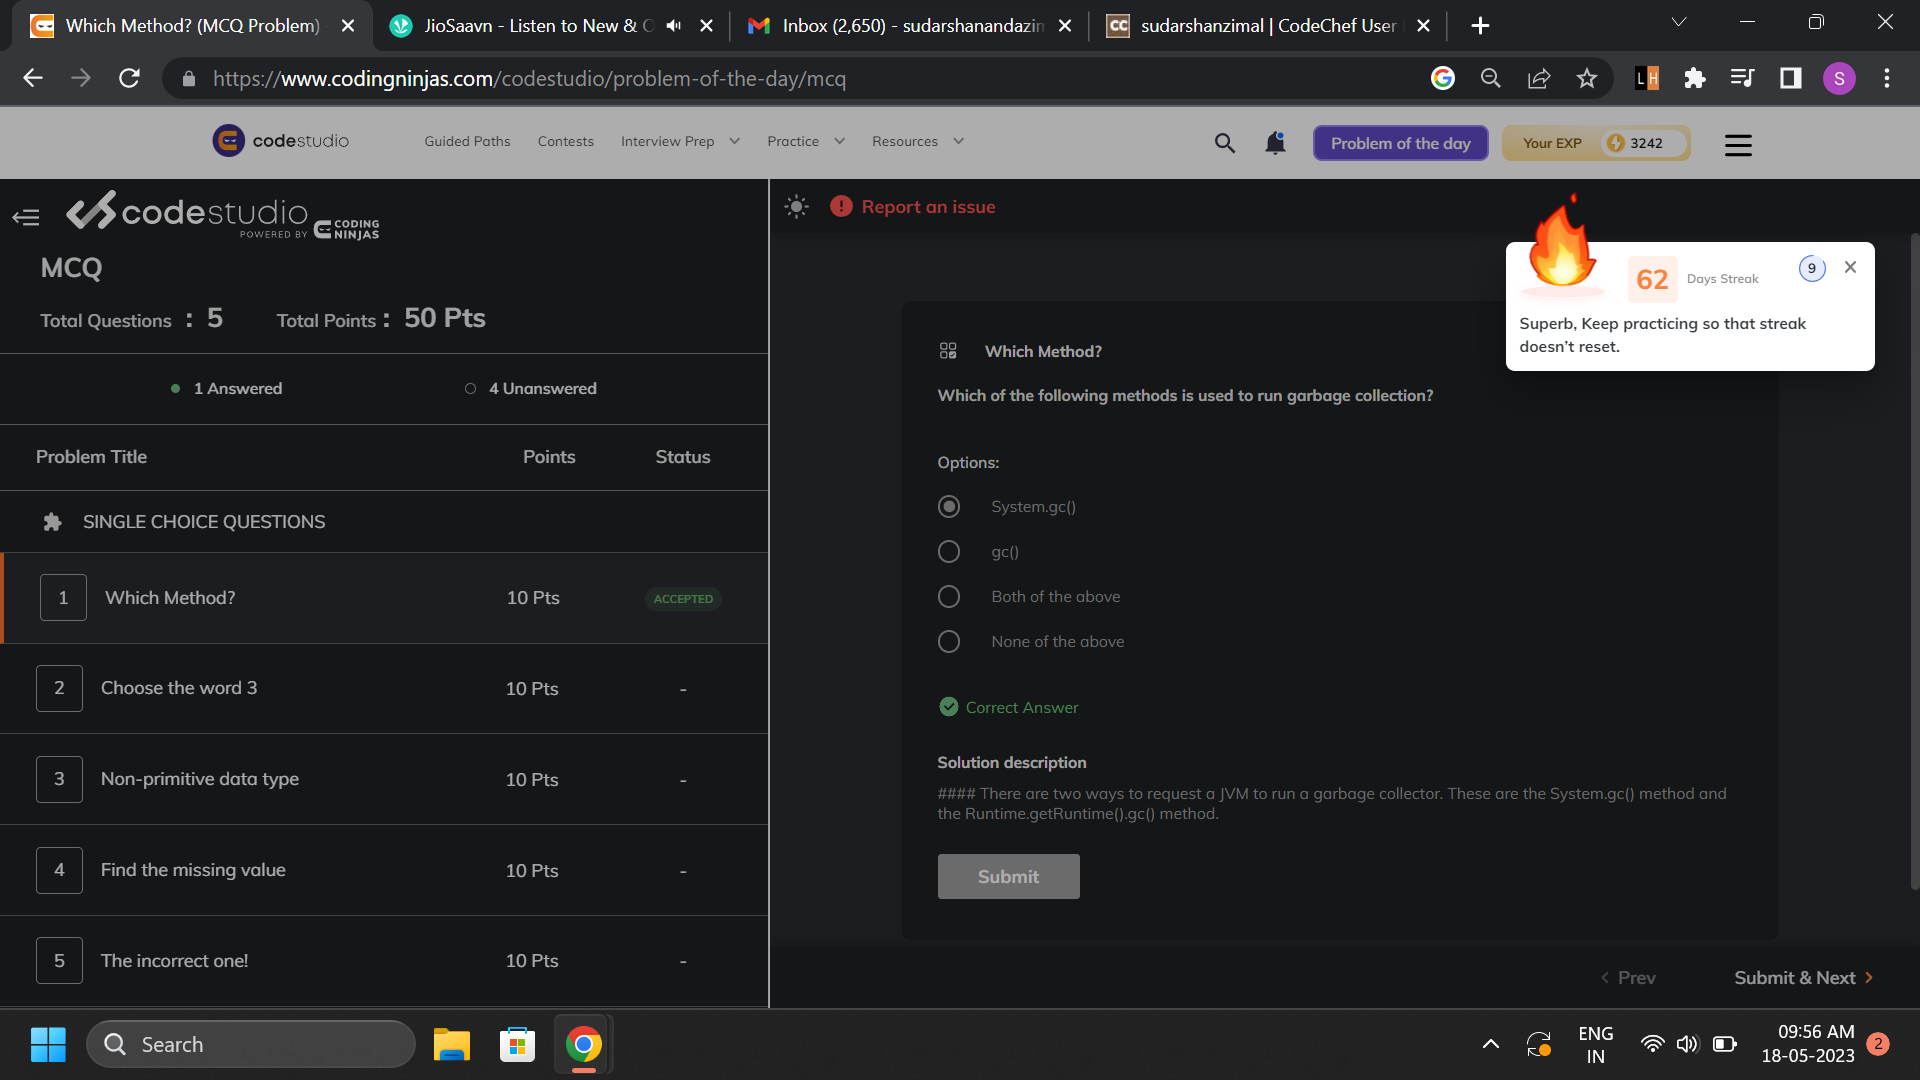 Which Method? (MCQ Problem)
JioSaavn - Listen to New & O
Inbox (2,650) - sudarshanandazim
CC
sudarshanzimal | CodeChef User
https://www.codingninjas.com/codestudio/problem-of-the-day/mcq
LH
S
codestudio
Guided Paths
Contests
Interview Prep
Practice
Resources
Problem of the day
Your EXP
3242
codestudio
POWERED BY
CODING
NINJAS
MCQ
Total Questions : 5
Total Points : 50 Pts
1 Answered
4 Unanswered
Problem Title
Points
Status
SINGLE CHOICE QUESTIONS
1
Which Method?
10 Pts
ACCEPTED
2
Choose the word 3
10 Pts
-
3
Non-primitive data type
10 Pts
-
4
Find the missing value
10 Pts
-
5
The incorrect one!
10 Pts
-
Report an issue
62
Days Streak
9
Superb, Keep practicing so that streak
doesn't reset.
Which Method?
Which of the following methods is used to run garbage collection?
Options:
System.gc()
gc()
Both of the above
None of the above
Correct Answer
Solution description
#### There are two ways to request a JVM to run a garbage collector. These are the System.gc() method and
the Runtime.getRuntime().gc() method.
Submit
Prev
Submit & Next
Search
ENG
IN
09:56 AM
18-05-2023
2